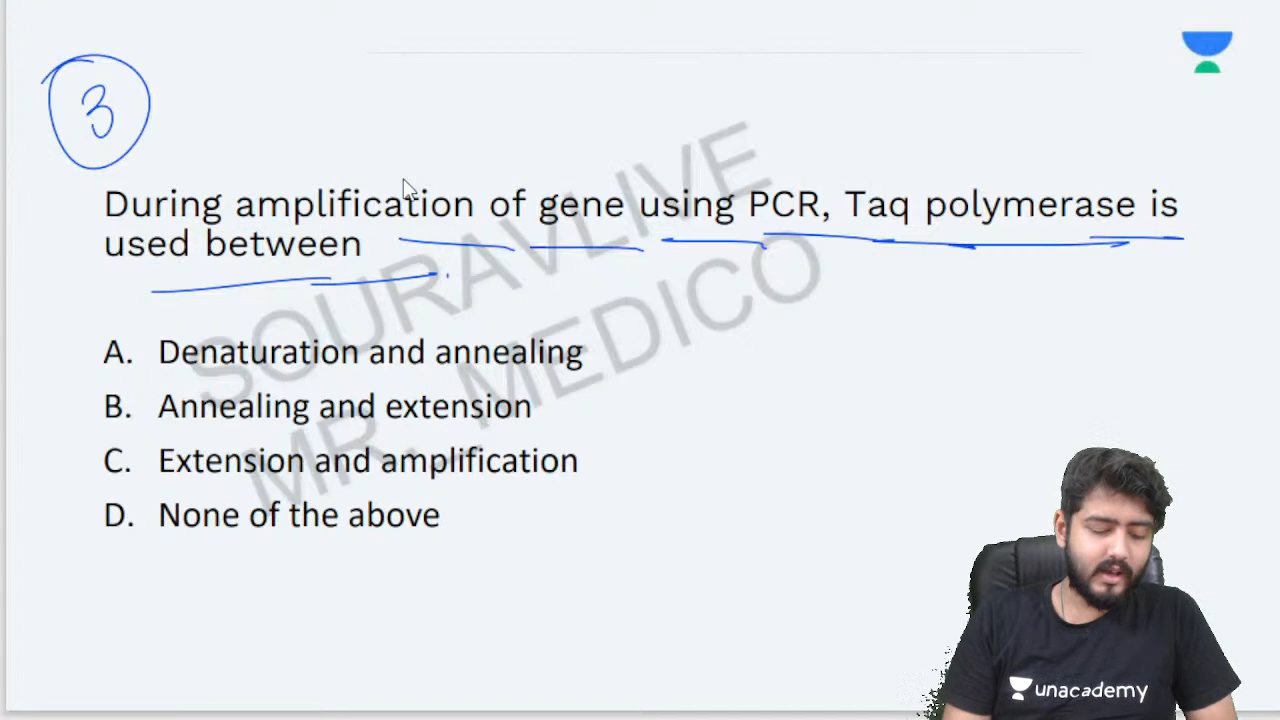 3
During amplification of gene using PCR, Taq polymerase is
used between
SOURAVLIVE
MR._MEDICO
A. Denaturation and annealing
B. Annealing and extension
C. Extension and amplification
D. None of the above
unacademy